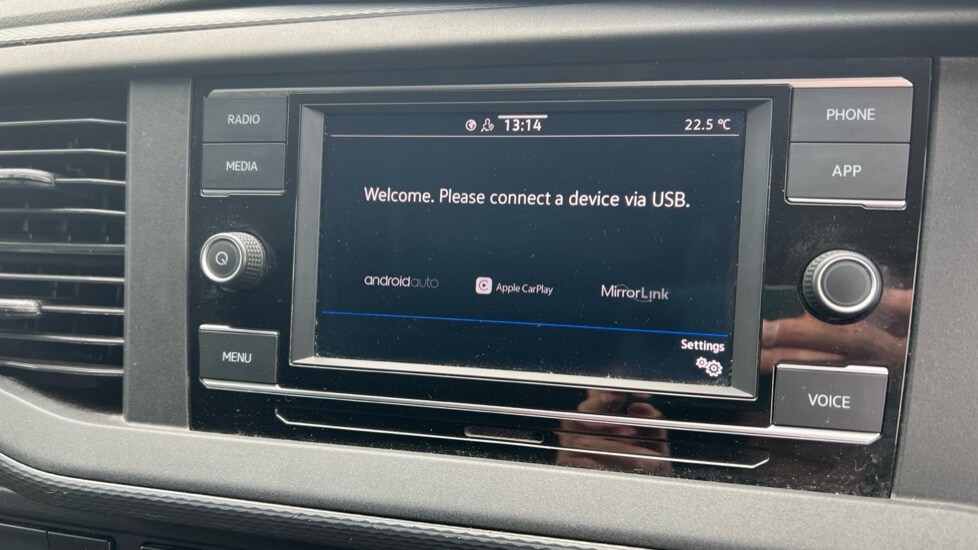 RADIO
MEDIA
MENU
13:14
22.5 °C
Welcome. Please connect a device via USB.
androidauto
Apple CarPlay
MirrorLink
Settings
PHONE
APP
VOICE